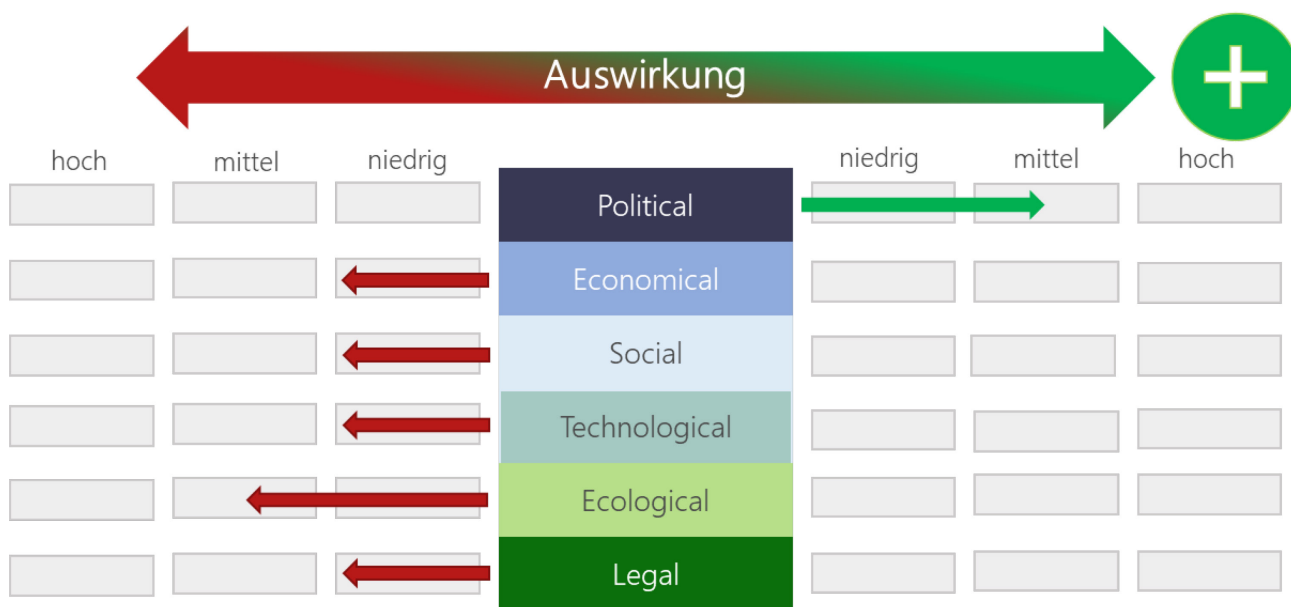 Auswirkung
hoch
mittel
niedrig
niedrig
mittel
hoch
Political
Economical
Social
Technological
Ecological
Legal